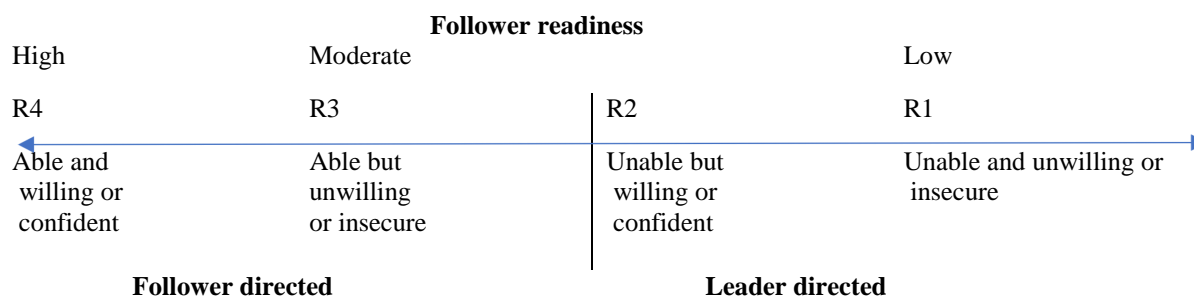 Follower readiness
High Moderate Low
R4 R3 R2 R1
Able and Able but Unable but Unable and unwilling or
willing or unwilling willing or insecure
confident or insecure confident
Follower directed Leader directed